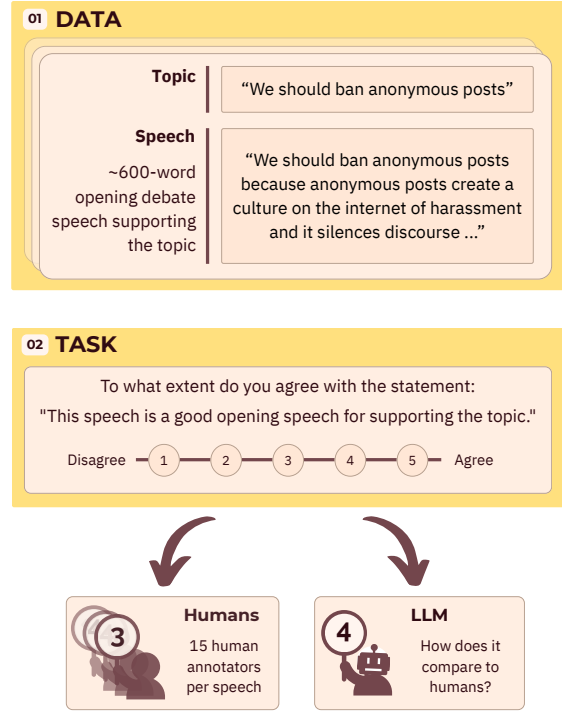 01 DATA
Topic
“We should ban anonymous posts”
Speech
~600-word
opening debate
speech supporting
the topic
“We should ban anonymous posts
because anonymous posts create a
culture on the internet of harassment
and it silences discourse ...”
02 TASK
To what extent do you agree with the statement:
"This speech is a good opening speech for supporting the topic."
Disagree 1 2 3 4 5 Agree
3
Humans
15 human
annotators
per speech
4
LLM
How does it
compare to
humans?